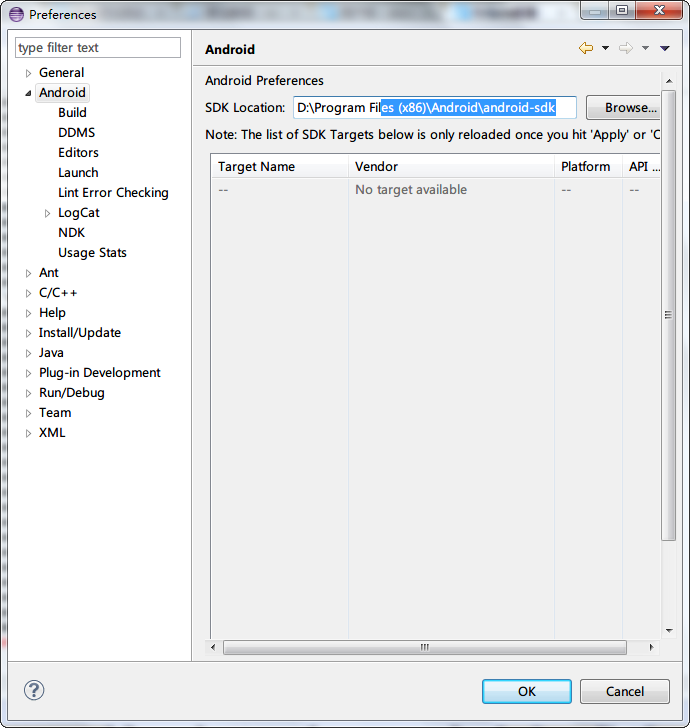 Preferences
type filter text
General
Android
Build
DDMS
Editors
Launch
Lint Error Checking
LogCat
NDK
Usage Stats
Ant
C/C++
Help
Install/Update
Java
Plug-in Development
Run/Debug
Team
XML
Android
Android Preferences
SDK Location: D:\Program Files (x86)\Android\android-sdk Browse...
Note: The list of SDK Targets below is only reloaded once you hit 'Apply' or 'O
Target Name Vendor Platform API ...
-- No target available -- --
OK Cancel